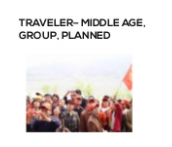 TRAVELER– MIDDLE AGE,
GROUP, PLANNED